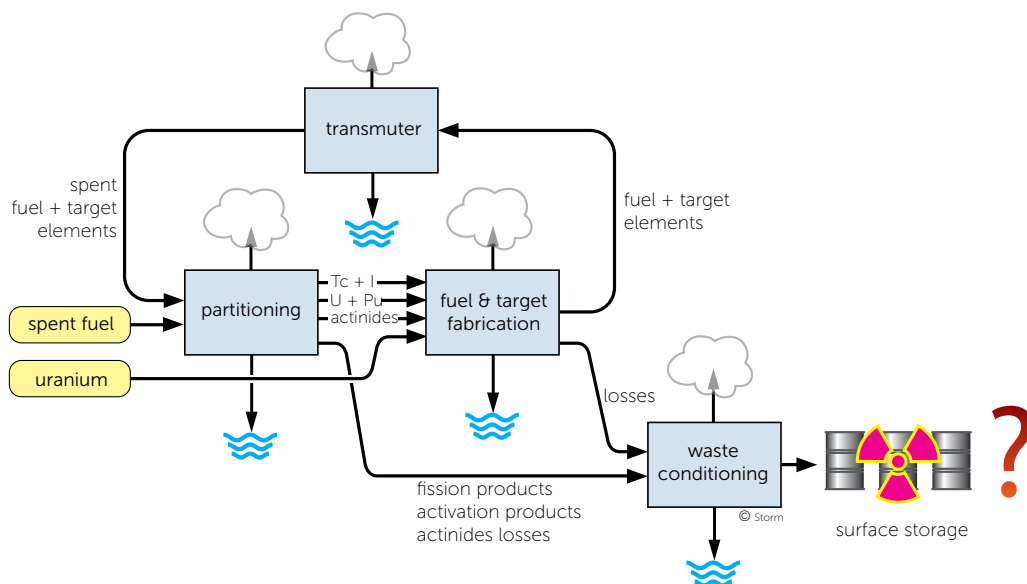 transmuter
spent
fuel + target
elements
fuel + target
elements
partitioning
Tc + I
U + Pu
actinides
fuel & target
fabrication
spent fuel
uranium
losses
waste
conditioning
fission products
activation products
actinides losses
© Storm
surface storage
?